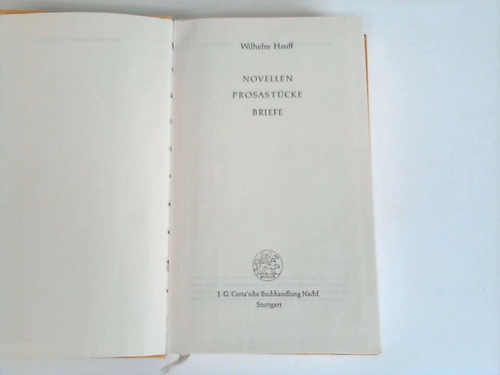 Wilhelm Hauff
NOVELLEN
PROSASTÜCKE
BRIEFE
J. G. Cotta'sche Buchhandlung Nachf.
Stuttgart